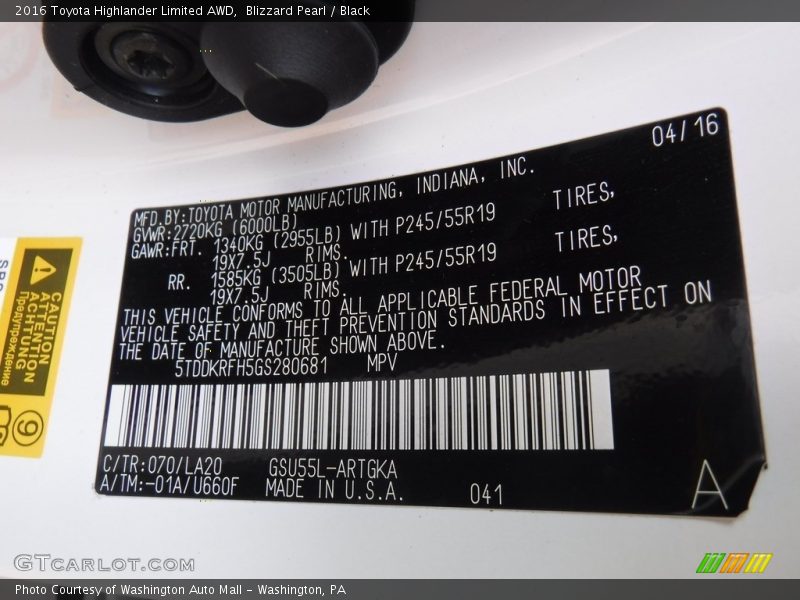 2016 Toyota Highlander Limited AWD,  Blizzard Pearl / Black
04/16
MFD.BY:TOYOTA MOTOR MANUFACTURING, INDIANA, INC.
GVWR:2720KG (6000LB)
GAWR:FRT. 1340KG (2955LB) WITH P245/55R19 TIRES,
19X7.5J RIMS.
RR. 1585KG (3505LB) WITH P245/55R19 TIRES,
19X7.5J RIMS.
THIS VEHICLE CONFORMS TO ALL APPLICABLE FEDERAL MOTOR
VEHICLE SAFETY AND THEFT PREVENTION STANDARDS IN EFFECT ON
THE DATE OF MANUFACTURE SHOWN ABOVE.
5TDDKRFH5GS280681 MPV
C/TR:070/LA20 GSU55L-ARTGKA
A/TM:-01A/U660F MADE IN U.S.A. 041
A
CAUTION
ATTENTION
ACHTUNG
Предупреждение
GTCARLOT.COM
Photo Courtesy of Washington Auto Mall – Washington, PA